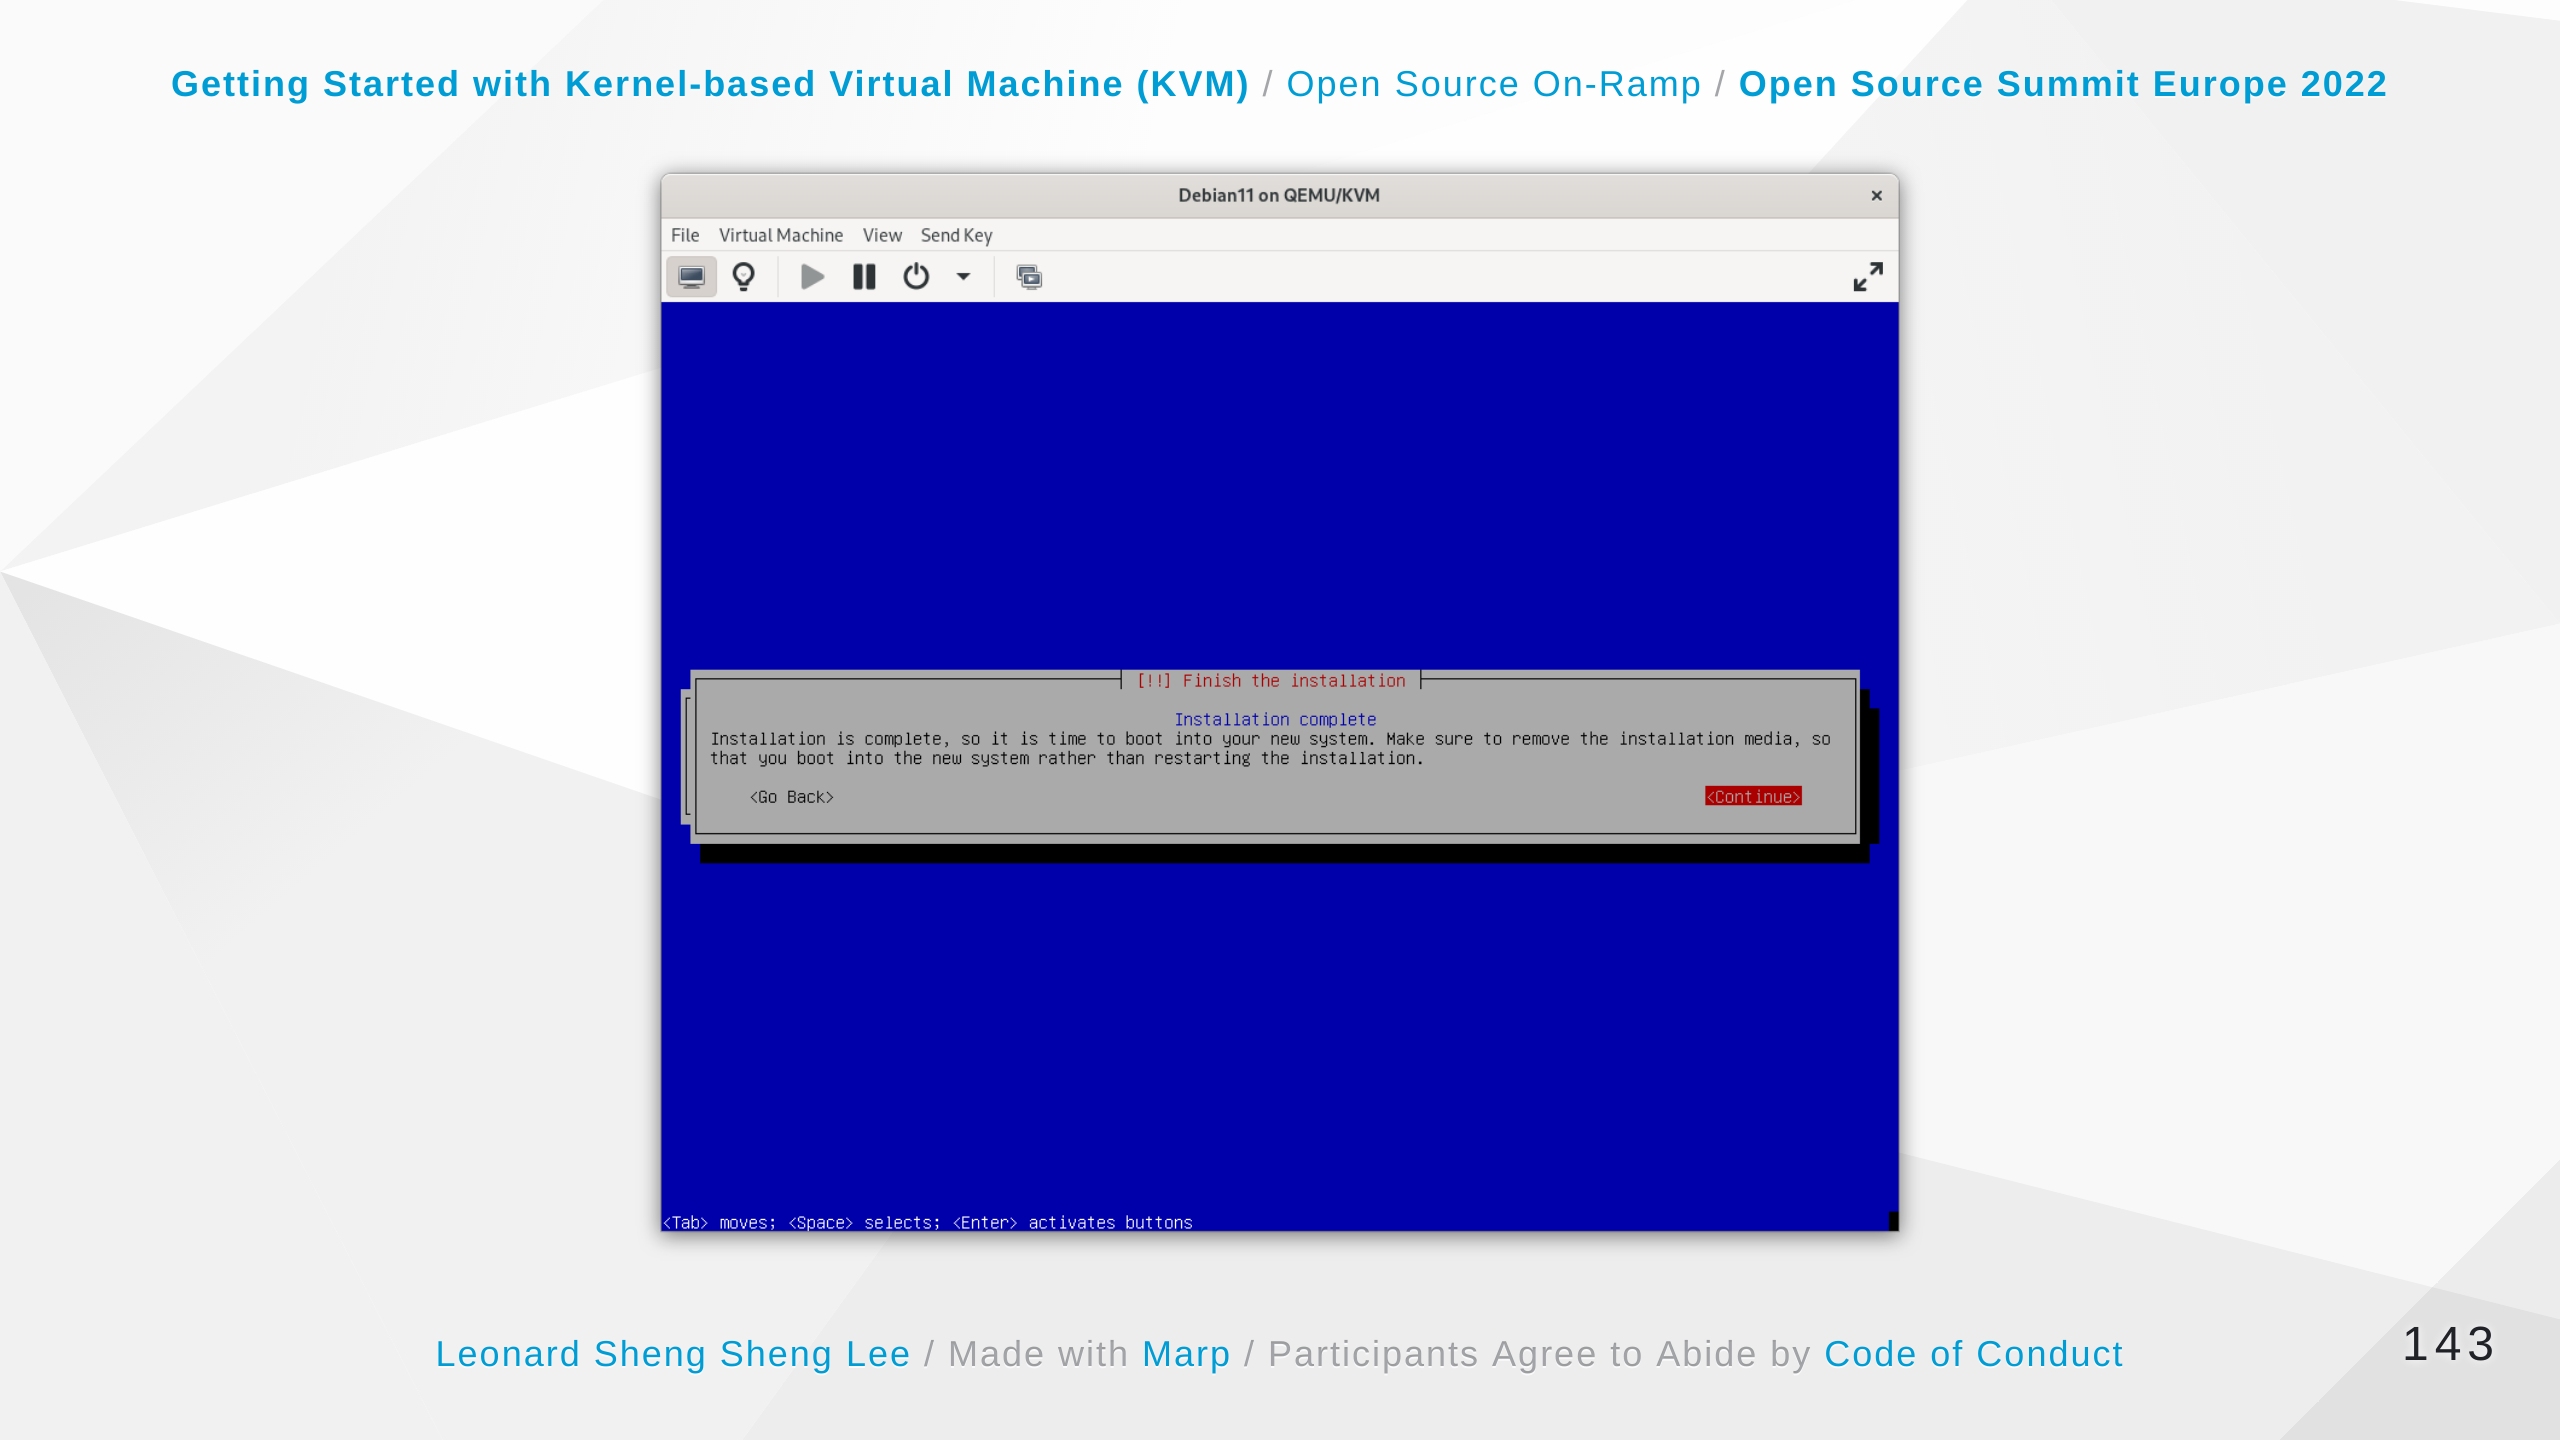 Getting Started with Kernel-based Virtual Machine (KVM) / Open Source On-Ramp / Open Source Summit Europe 2022
Debian11 on QEMU/KVM
File Virtual Machine View Send Key
[!!] Finish the installation
Installation complete
Installation is complete, so it is time to boot into your new system. Make sure to remove the installation media, so
that you boot into the new system rather than restarting the installation.
<Go Back> <Continue>
<Tab> moves; <Space> selects; <Enter> activates buttons
Leonard Sheng Sheng Lee / Made with Marp / Participants Agree to Abide by Code of Conduct
143